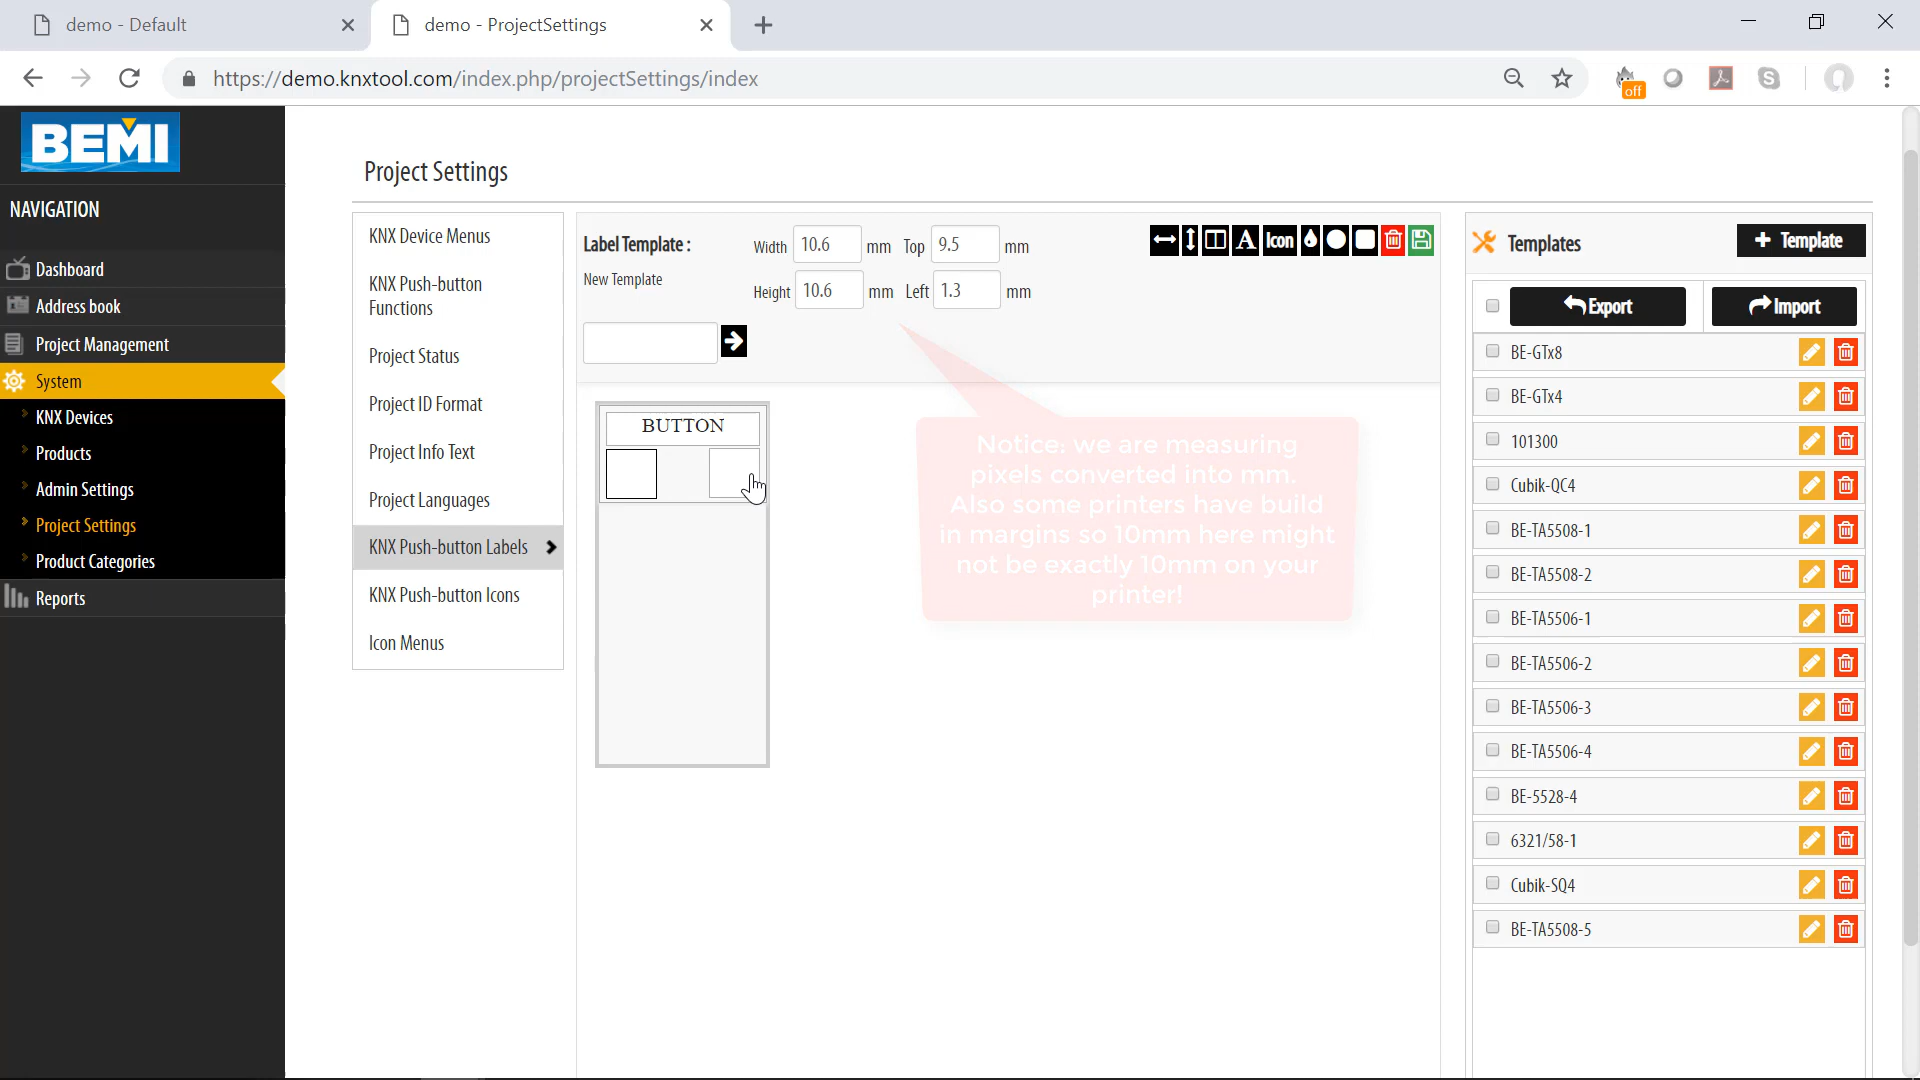 demo - Default
demo - ProjectSettings
https://demo.knxtool.com/index.php/projectSettings/index
off
BEMI
NAVIGATION
Dashboard
Address book
Project Management
System
KNX Devices
Products
Admin Settings
Project Settings
Product Categories
Reports
Project Settings
KNX Device Menus
KNX Push-button
Functions
Project Status
Project ID Format
Project Info Text
Project Languages
KNX Push-button Labels
KNX Push-button Icons
Icon Menus
Label Template :
New Template
Width 10.6 mm Top 9.5 mm
Height 10.6 mm Left 1.3 mm
A Icon
BUTTON
Notice: we are measuring
pixels converted into mm.
Also some printers have build
in margins so 10mm here might
not be exactly 10mm on your
printer!
Templates
+ Template
Export
Import
BE-GTx8
BE-GTx4
101300
Cubik-QC4
BE-TA5508-1
BE-TA5508-2
BE-TA5506-1
BE-TA5506-2
BE-TA5506-3
BE-TA5506-4
BE-5528-4
6321/58-1
Cubik-SQ4
BE-TA5508-5